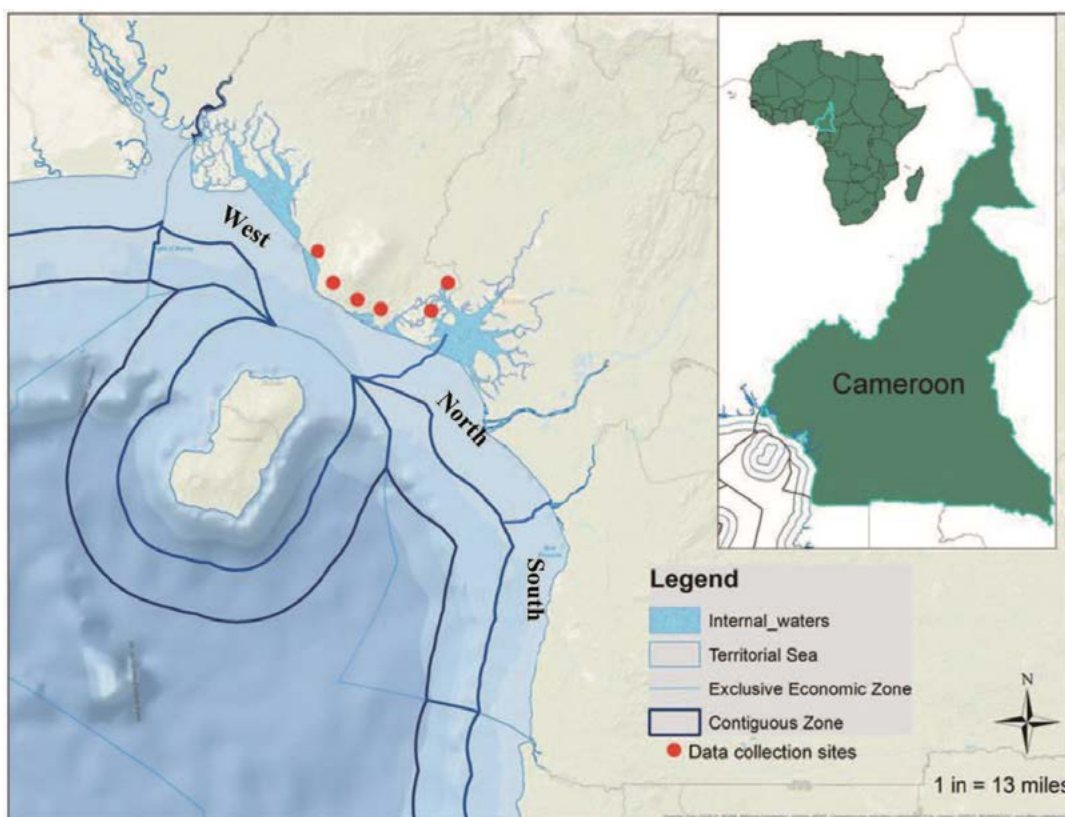 West
North
South
Cameroon
Legend
Internal_waters
Territorial Sea
Exclusive Economic Zone
Contiguous Zone
Data collection sites
N
1 in = 13 miles